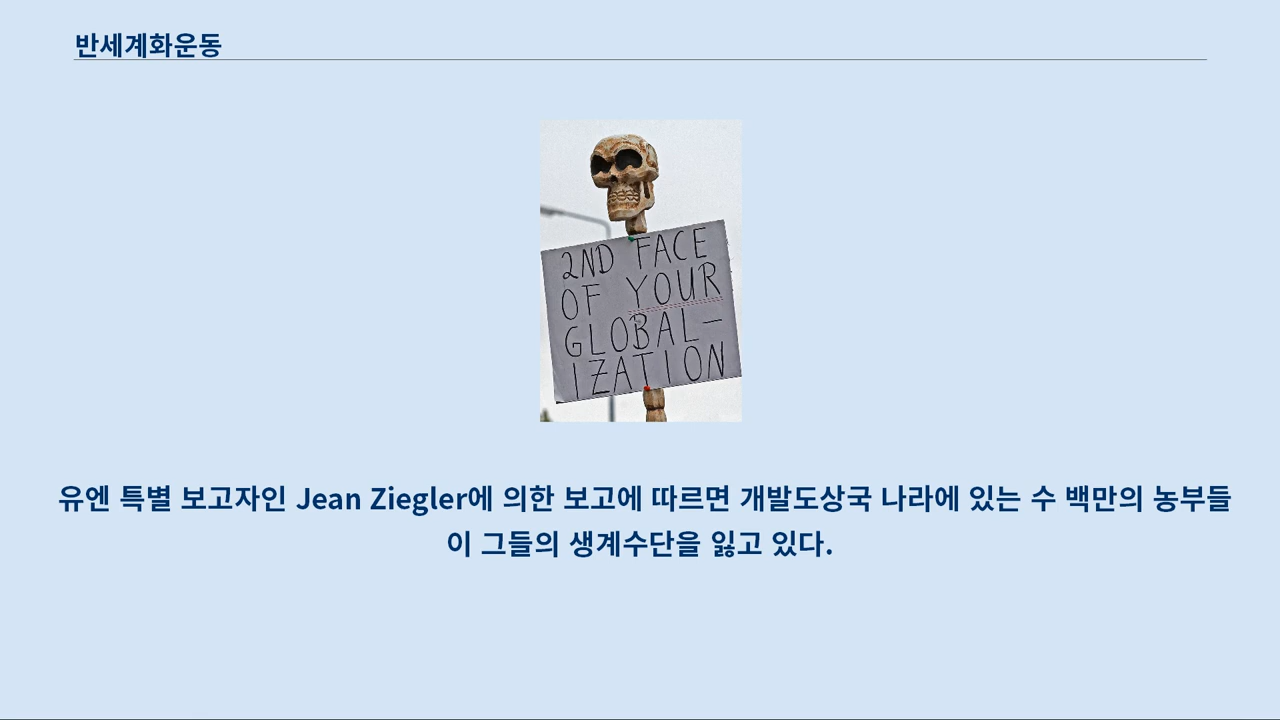 반세계화운동
2ND FACE
OF YOUR
GLOBAL-
IZATION
유엔 특별 보고자인 Jean Ziegler에 의한 보고에 따르면 개발도상국 나라에 있는 수 백만의 농부들
이 그들의 생계수단을 잃고 있다.